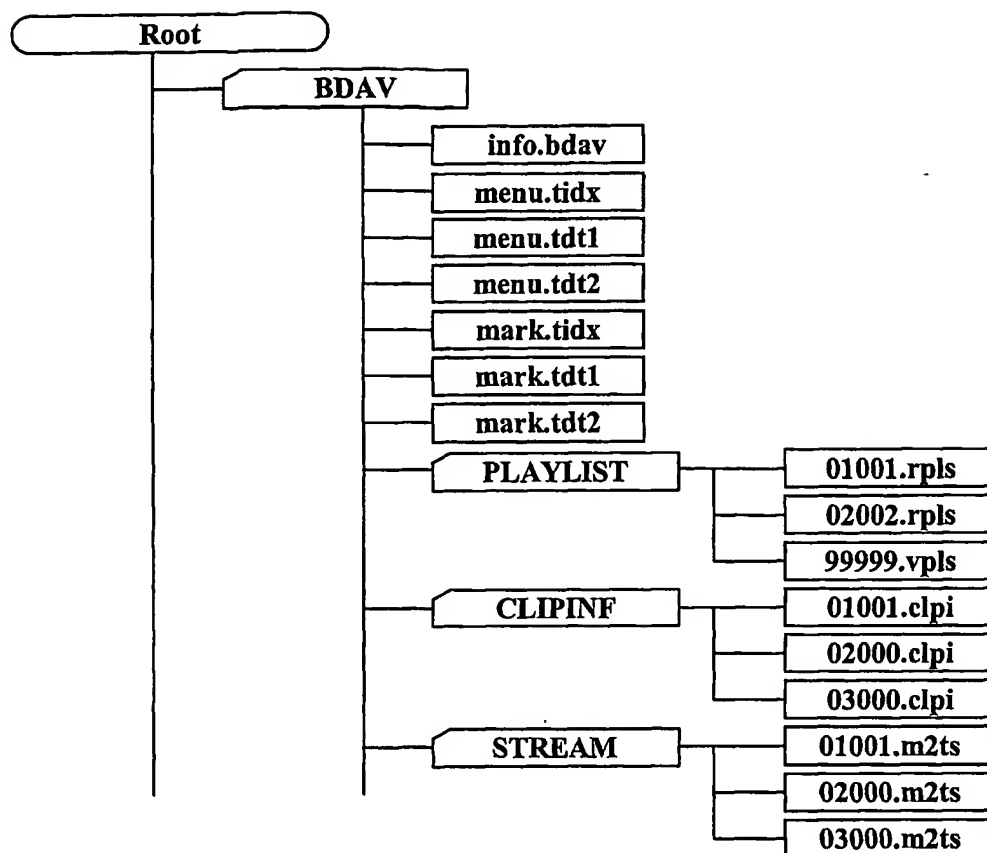 Root
BDAV
info.bdav
menu.tidx
menu.tdt1
menu.tdt2
mark.tidx
mark.tdt1
mark.tdt2
PLAYLIST
01001.rpls
02002.rpls
99999.vpls
CLIPINF
01001.clpi
02000.clpi
03000.clpi
STREAM
01001.m2ts
02000.m2ts
03000.m2ts